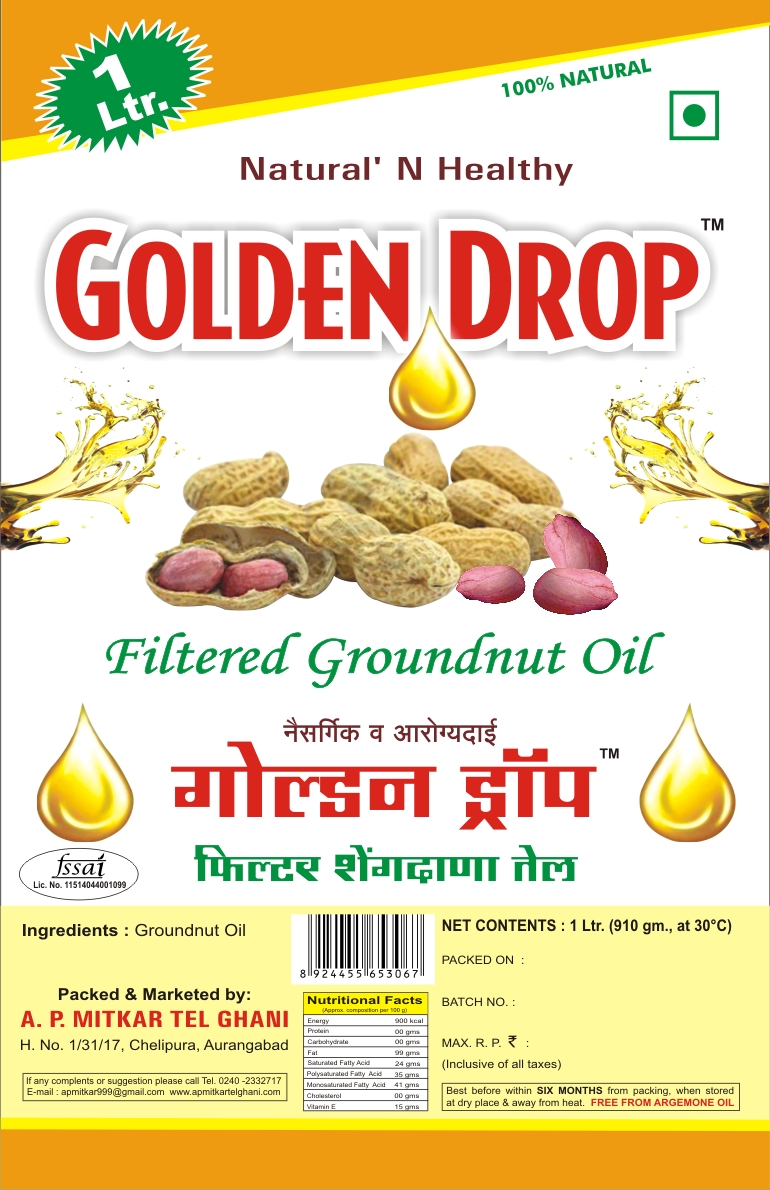 1
Ltr.
100% NATURAL
Natural' N Healthy
GOLDEN DROP™
Filtered Groundnut Oil
नैसर्गिक व आरोग्यदाई
गोल्डन ड्रॉप™
फिल्टर शेंगदाणा तेल
fssai
Lic. No. 11514044001099
Ingredients : Groundnut Oil
Packed & Marketed by:
A. P. MITKAR TEL GHANI
H. No. 1/31/17, Chelipura, Aurangabad
If any complents or suggestion please call Tel. 0240 -2332717
E-mail : apmitkar999@gmail.com www.apmitkartelghani.com
8 924455 653067
Nutritional Facts
(Approx. composition per 100 g)
Energy 900 kcal
Protein 00 gms
Carbohydrate 00 gms
Fat 99 gms
Saturated Fatty Acid 24 gms
Polysaturated Fatty Acid 35 gms
Monosaturated Fatty Acid 41 gms
Cholesterol 00 gms
Vitamin E 15 gms
NET CONTENTS : 1 Ltr. (910 gm., at 30°C)
PACKED ON :
BATCH NO. :
MAX. R. P. ₹ :
(Inclusive of all taxes)
Best before within SIX MONTHS from packing, when stored
at dry place & away from heat. FREE FROM ARGEMONE OIL